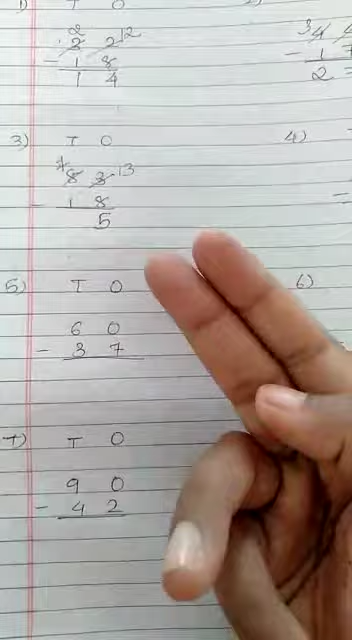 1) T O
2 12
3 2
- 1 8
1 4
3 4
- 1
2
3) T O
7 8 3 13
- 1 8
5
4)
5) T O
6 0
- 3 7
6)
7) T O
9 0
- 4 2